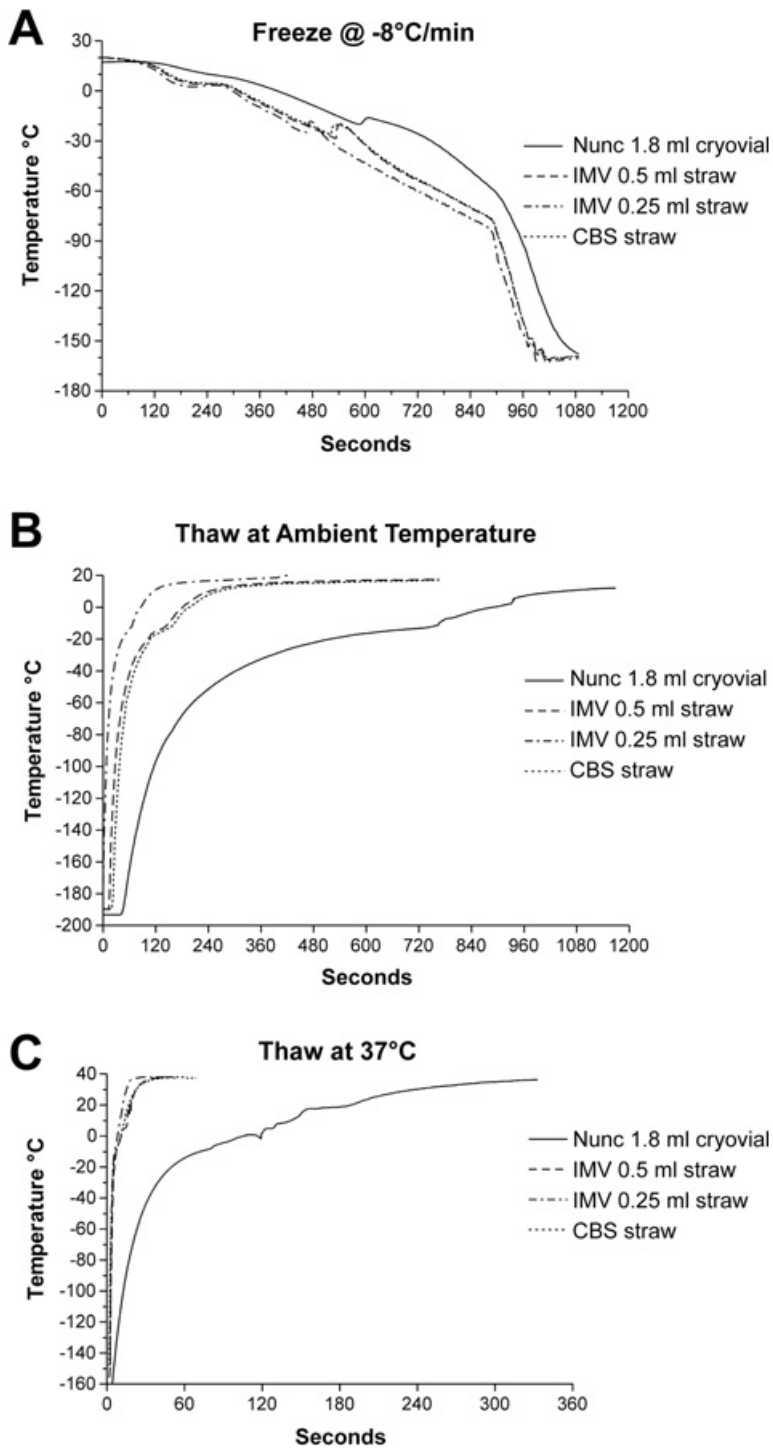 A
Freeze @ -8°C/min
Temperature °C
30
0
-30
-60
-90
-120
-150
-180
0 120 240 360 480 600 720 840 960 1080 1200
Seconds
Nunc 1.8 ml cryovial
IMV 0.5 ml straw
IMV 0.25 ml straw
CBS straw
B
Thaw at Ambient Temperature
Temperature °C
20
0
-20
-40
-60
-80
-100
-120
-140
-160
-180
-200
0 120 240 360 480 600 720 840 960 1080 1200
Seconds
Nunc 1.8 ml cryovial
IMV 0.5 ml straw
IMV 0.25 ml straw
CBS straw
C
Thaw at 37°C
Temperature °C
40
20
0
-20
-40
-60
-80
-100
-120
-140
-160
0 60 120 180 240 300 360
Seconds
Nunc 1.8 ml cryovial
IMV 0.5 ml straw
IMV 0.25 ml straw
CBS straw